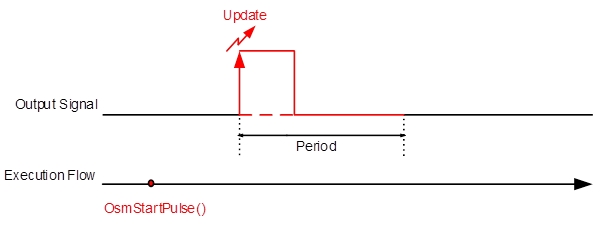 Update
Output Signal
Period
Execution Flow
OsmStartPulse()